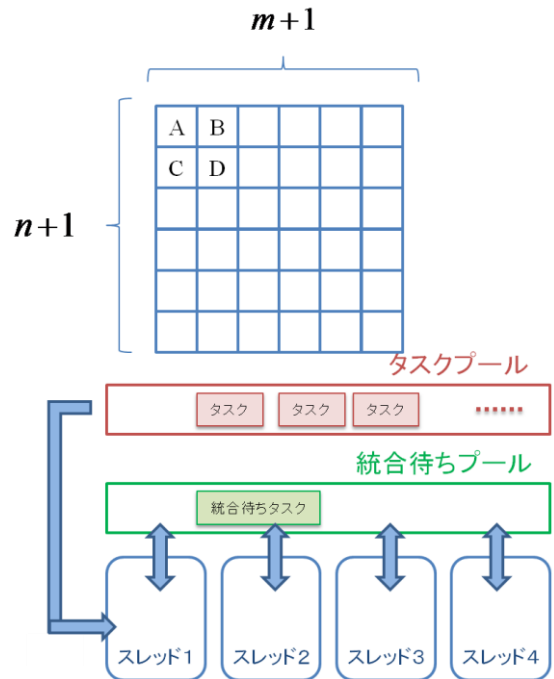 m+1
n+1
A B
C D
タスクプール
タスク タスク タスク ……
統合待ちプール
統合待ちタスク
スレッド1 スレッド2 スレッド3 スレッド4